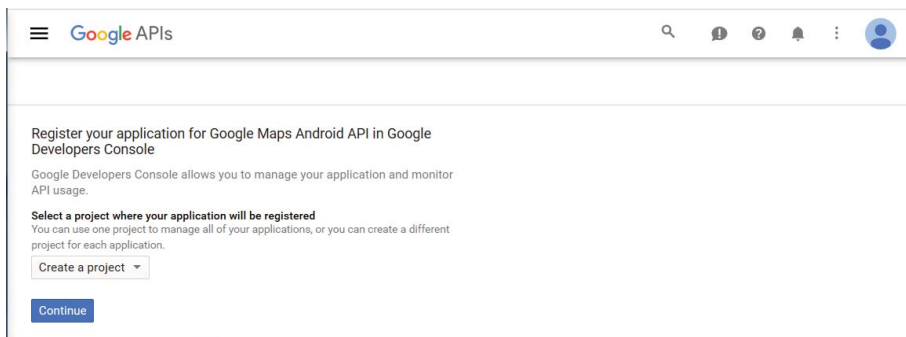 Google APIs
Register your application for Google Maps Android API in Google
Developers Console
Google Developers Console allows you to manage your application and monitor
API usage.
Select a project where your application will be registered
You can use one project to manage all of your applications, or you can create a different
project for each application.
Create a project
Continue